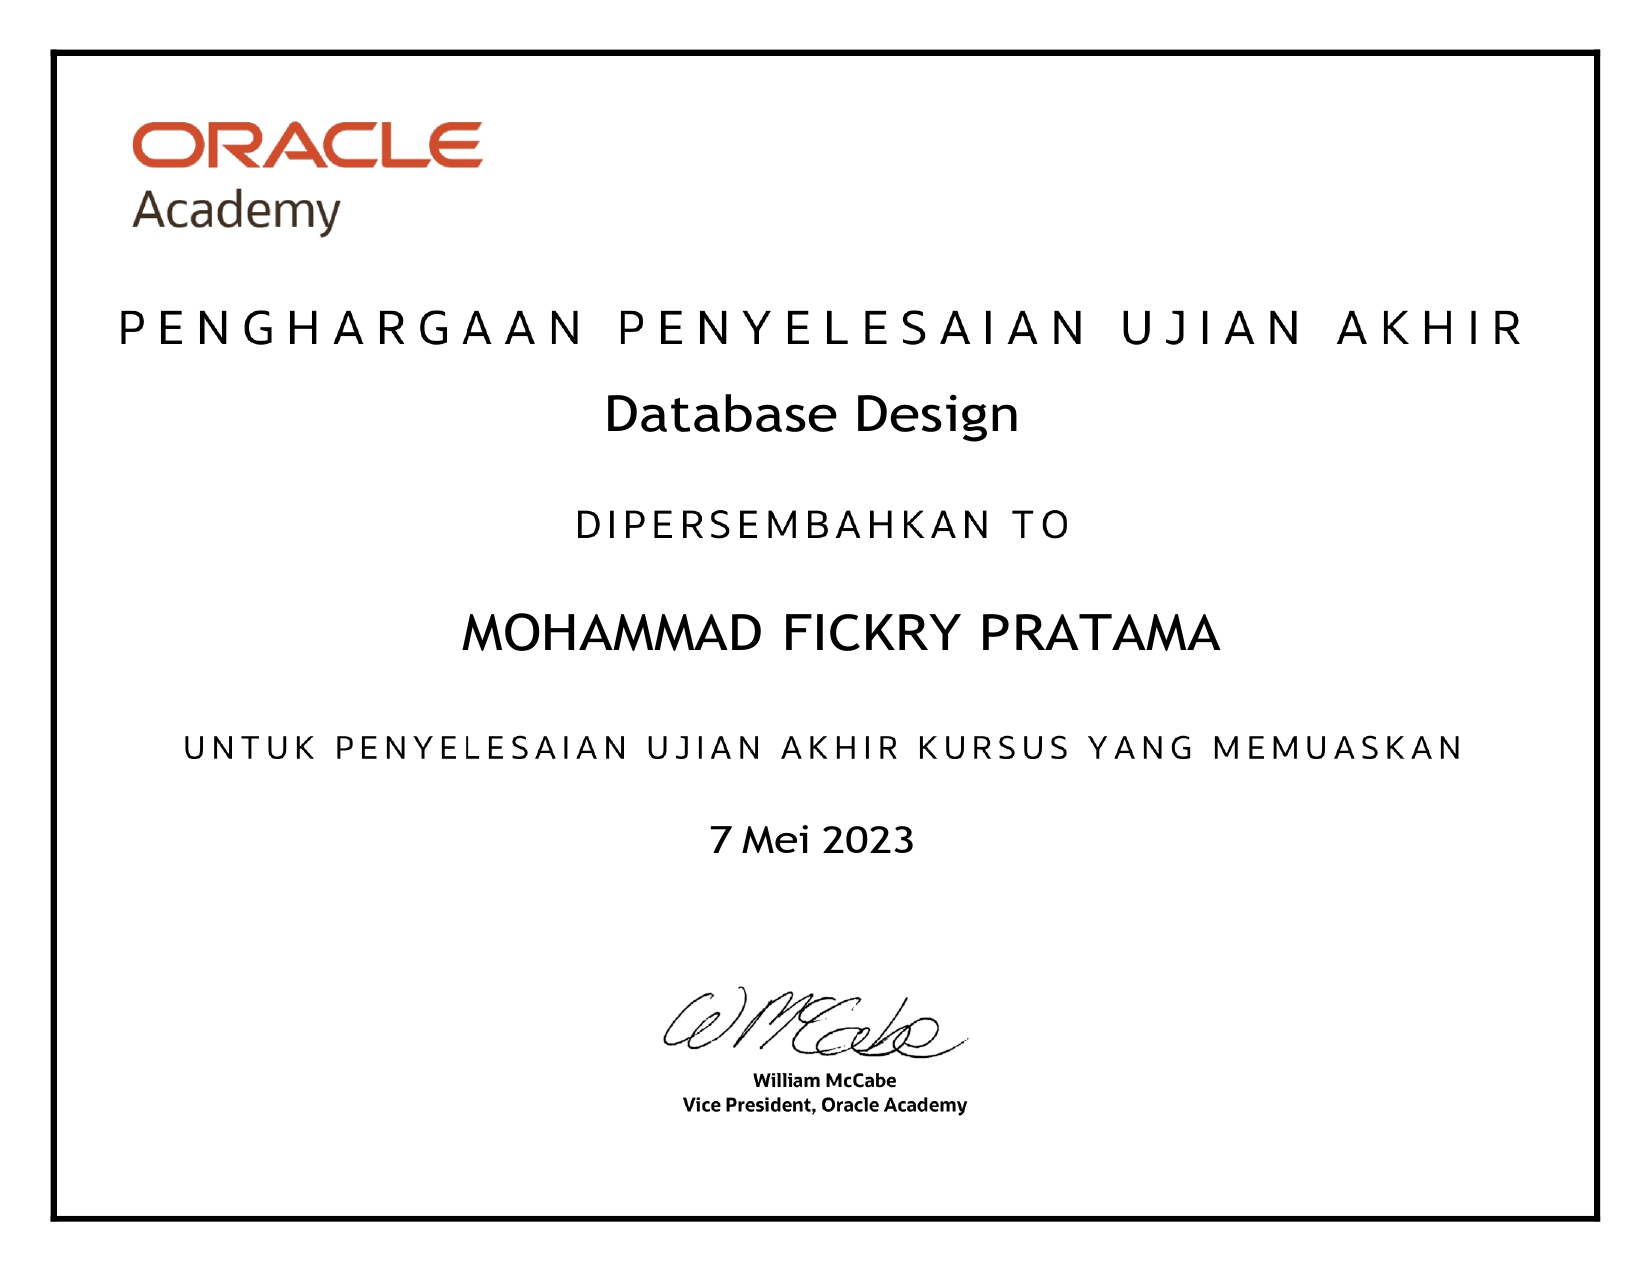 ORACLE
Academy
PENGHARGAAN PENYELESAIAN UJIAN AKHIR
Database Design
DIPERSEMBAHKAN TO
MOHAMMAD FICKRY PRATAMA
UNTUK PENYELESAIAN UJIAN AKHIR KURSUS YANG MEMUASKAN
7 Mei 2023
W McCabe
William McCabe
Vice President, Oracle Academy